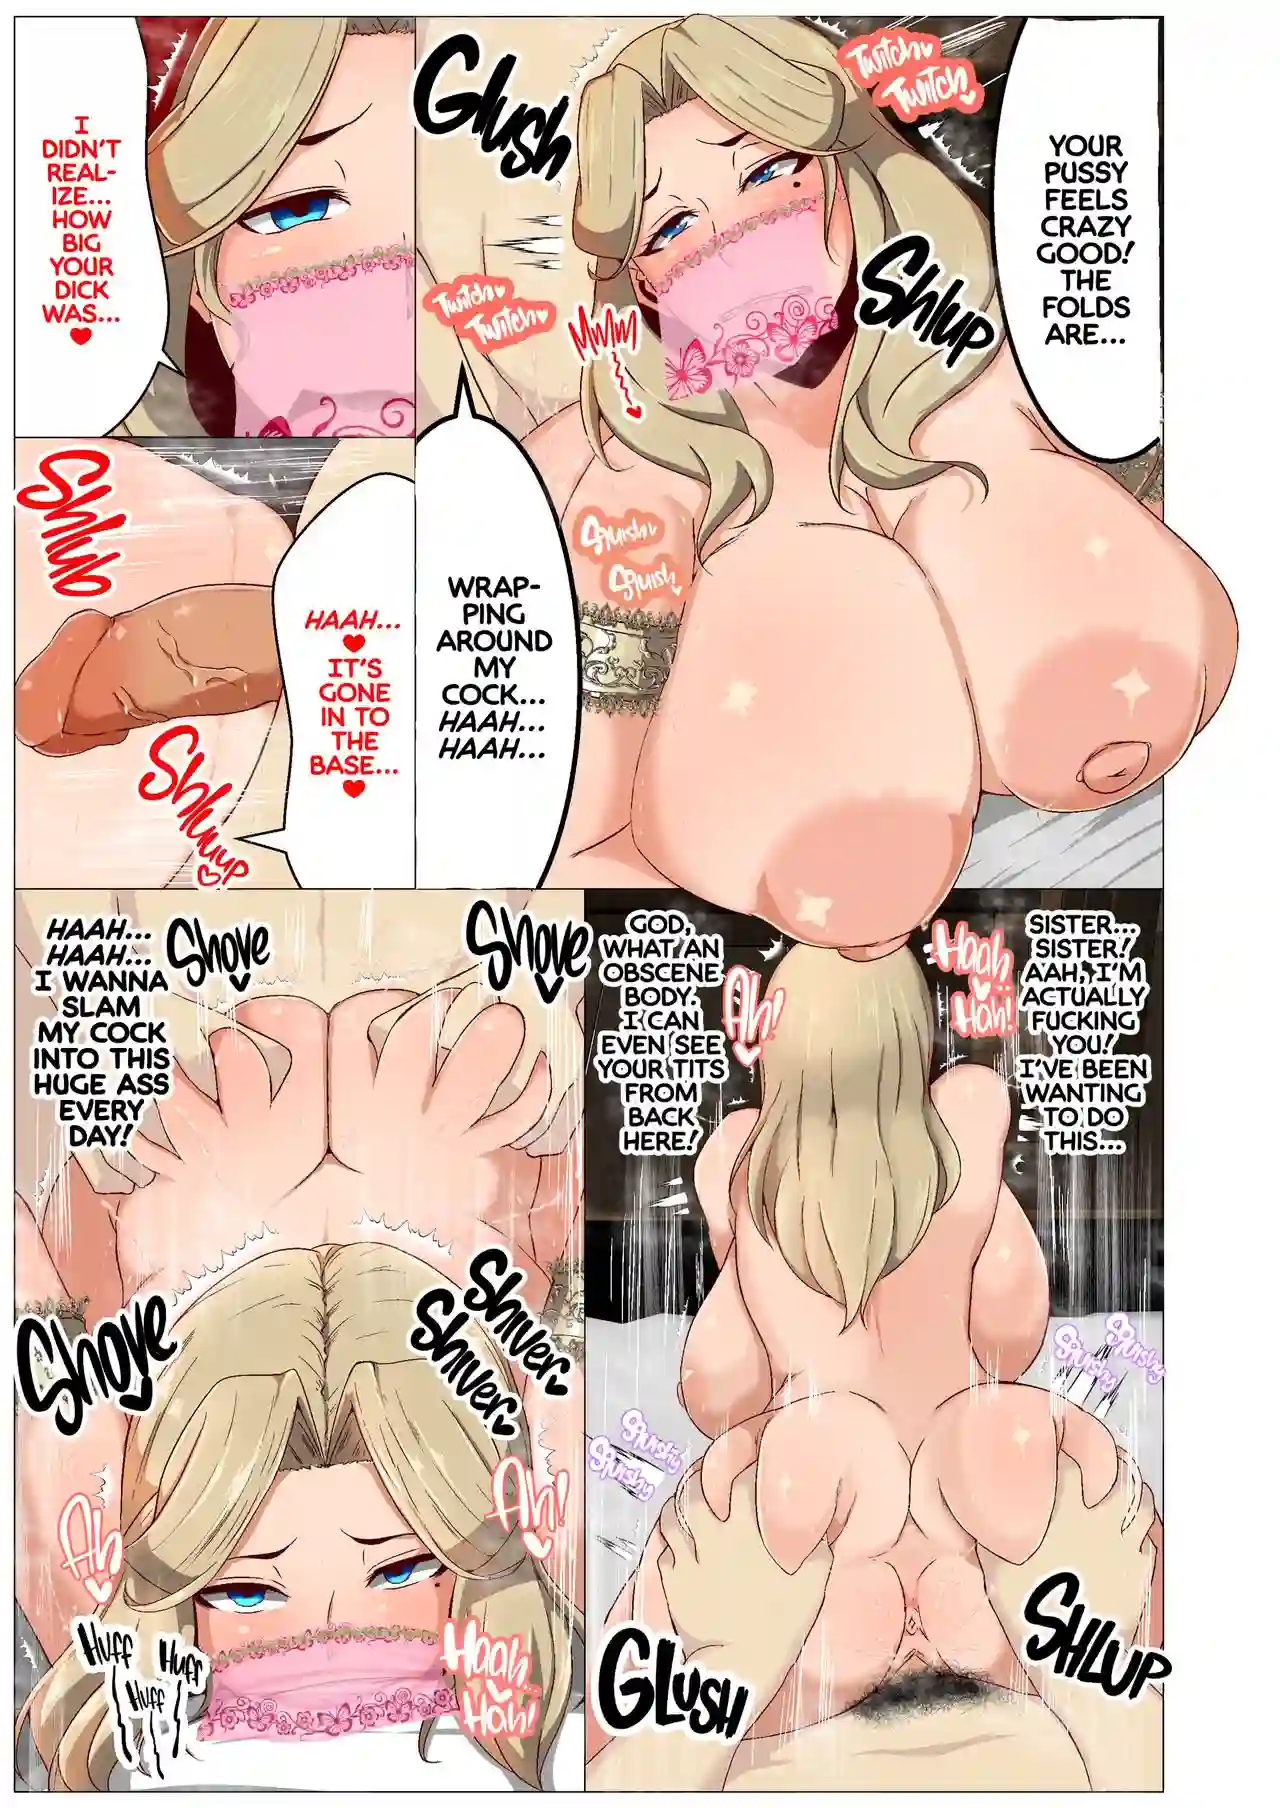 YOUR
PUSSY
FEELS
CRAZY
GOOD!
THE
FOLDS
ARE...
Twitch
Twitch
Glush
Shlup
Twitch
Twitch
MMM
Squish
Squish
WRAP-
PING
AROUND
MY
COCK...
HAAH...
HAAH...
I
DIDN'T
REAL-
IZE...
HOW
BIG
YOUR
DICK
WAS...
♥
Shlub
HAAH...
♥
IT'S
GONE
IN TO
THE
BASE...
♥
Shluuup
SISTER...
SISTER!
AAH, I'M
ACTUALLY
FUCKING
YOU!
I'VE BEEN
WANTING
TO DO
THIS...
Haah
Hah!
Ah!
GOD,
WHAT AN
OBSCENE
BODY.
I CAN
EVEN SEE
YOUR TITS
FROM
BACK
HERE!
Squishy
Squishy
Squishy
Squishy
SHLUP
GLUSH
Shove
Shove
HAAH...
HAAH...
I WANNA
SLAM
MY COCK
INTO THIS
HUGE ASS
EVERY
DAY!
Shiver
Shiver
Shove
Ah!
Ah
Huff
Huff
Huff
Haah...
Hah!